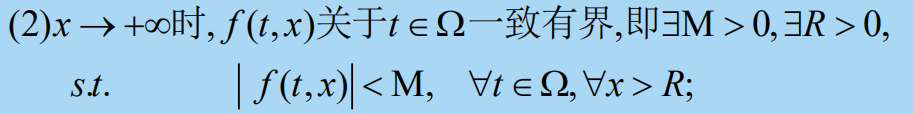 (2)x → +∞时, f(t,x)关于t∈Ω一致有界,即∃M > 0,∃R > 0,
s.t. |f(t,x)| < M, ∀t∈Ω,∀x > R;